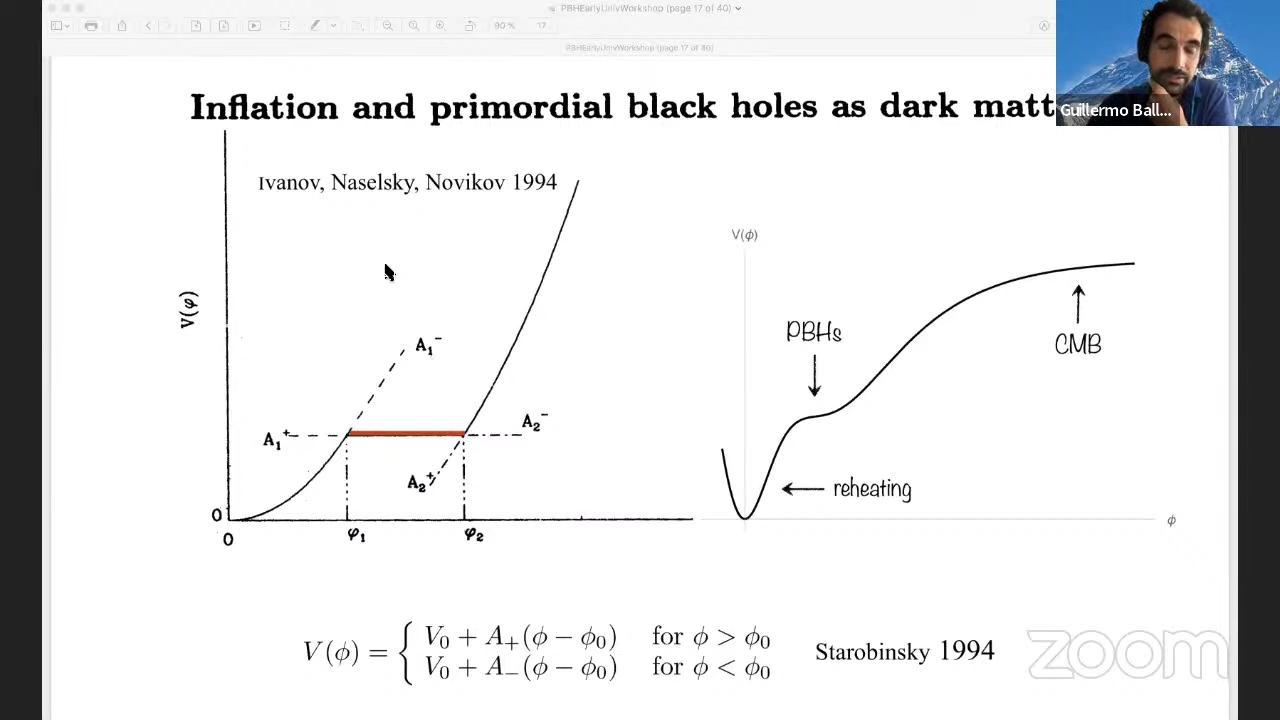 PBHEarlyUnivWorkshop (page 17 of 40)
90 %
17
PBHEarlyUnivWorkshop (page 17 of 40)
Guillermo Ball...
Inflation and primordial black holes as dark matt
Ivanov, Naselsky, Novikov 1994
V(φ)
A₁⁻
A₁⁺
A₂⁻
A₂⁺
0
0
φ₁
φ₂
V(ϕ)
PBHs
CMB
reheating
ϕ
V(ϕ) = { V₀ + A₊(ϕ − ϕ₀) for ϕ > ϕ₀
V₀ + A₋(ϕ − ϕ₀) for ϕ < ϕ₀
Starobinsky 1994
zoom